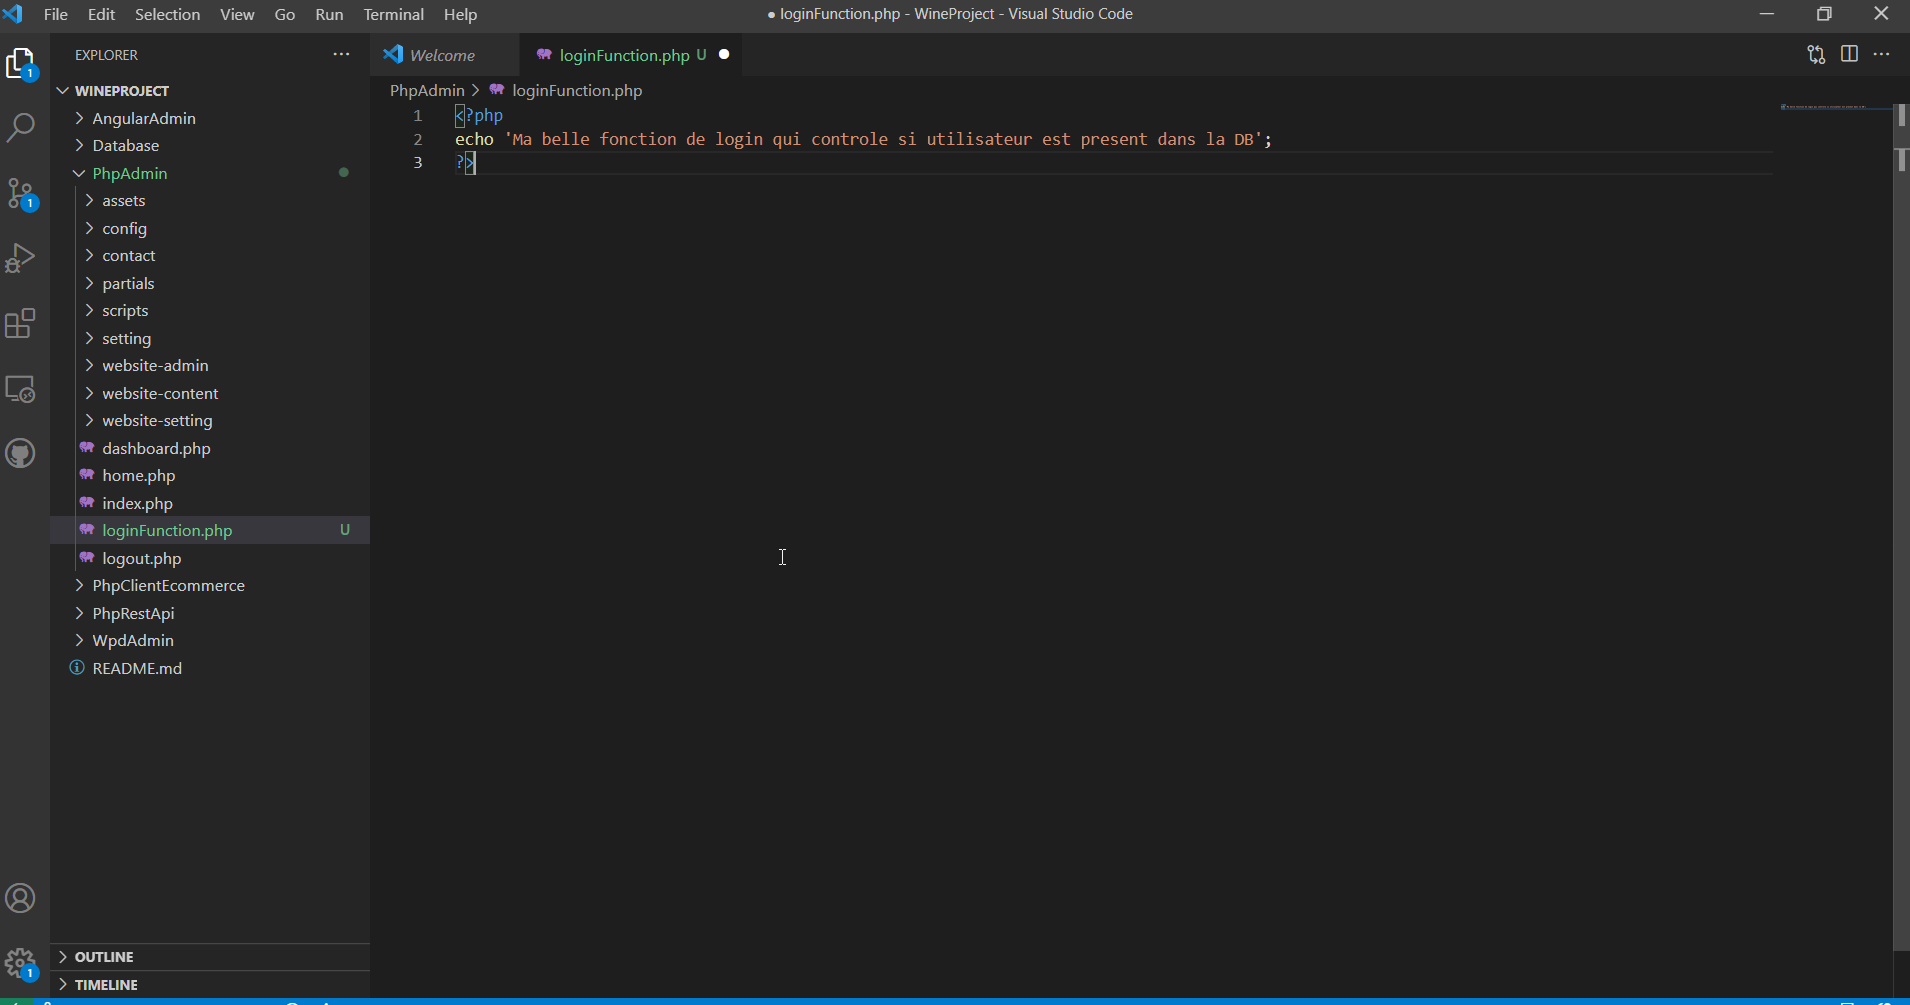 File Edit Selection View Go Run Terminal Help
● loginFunction.php - WineProject - Visual Studio Code
EXPLORER
Welcome
loginFunction.php U
PhpAdmin > loginFunction.php
WINEPROJECT
AngularAdmin
Database
PhpAdmin
assets
config
contact
partials
scripts
setting
website-admin
website-content
website-setting
dashboard.php
home.php
index.php
loginFunction.php U
logout.php
PhpClientEcommerce
PhpRestApi
WpdAdmin
README.md
OUTLINE
TIMELINE
1
1
1
1 <?php
2 echo 'Ma belle fonction de login qui controle si utilisateur est present dans la DB';
3 ?>